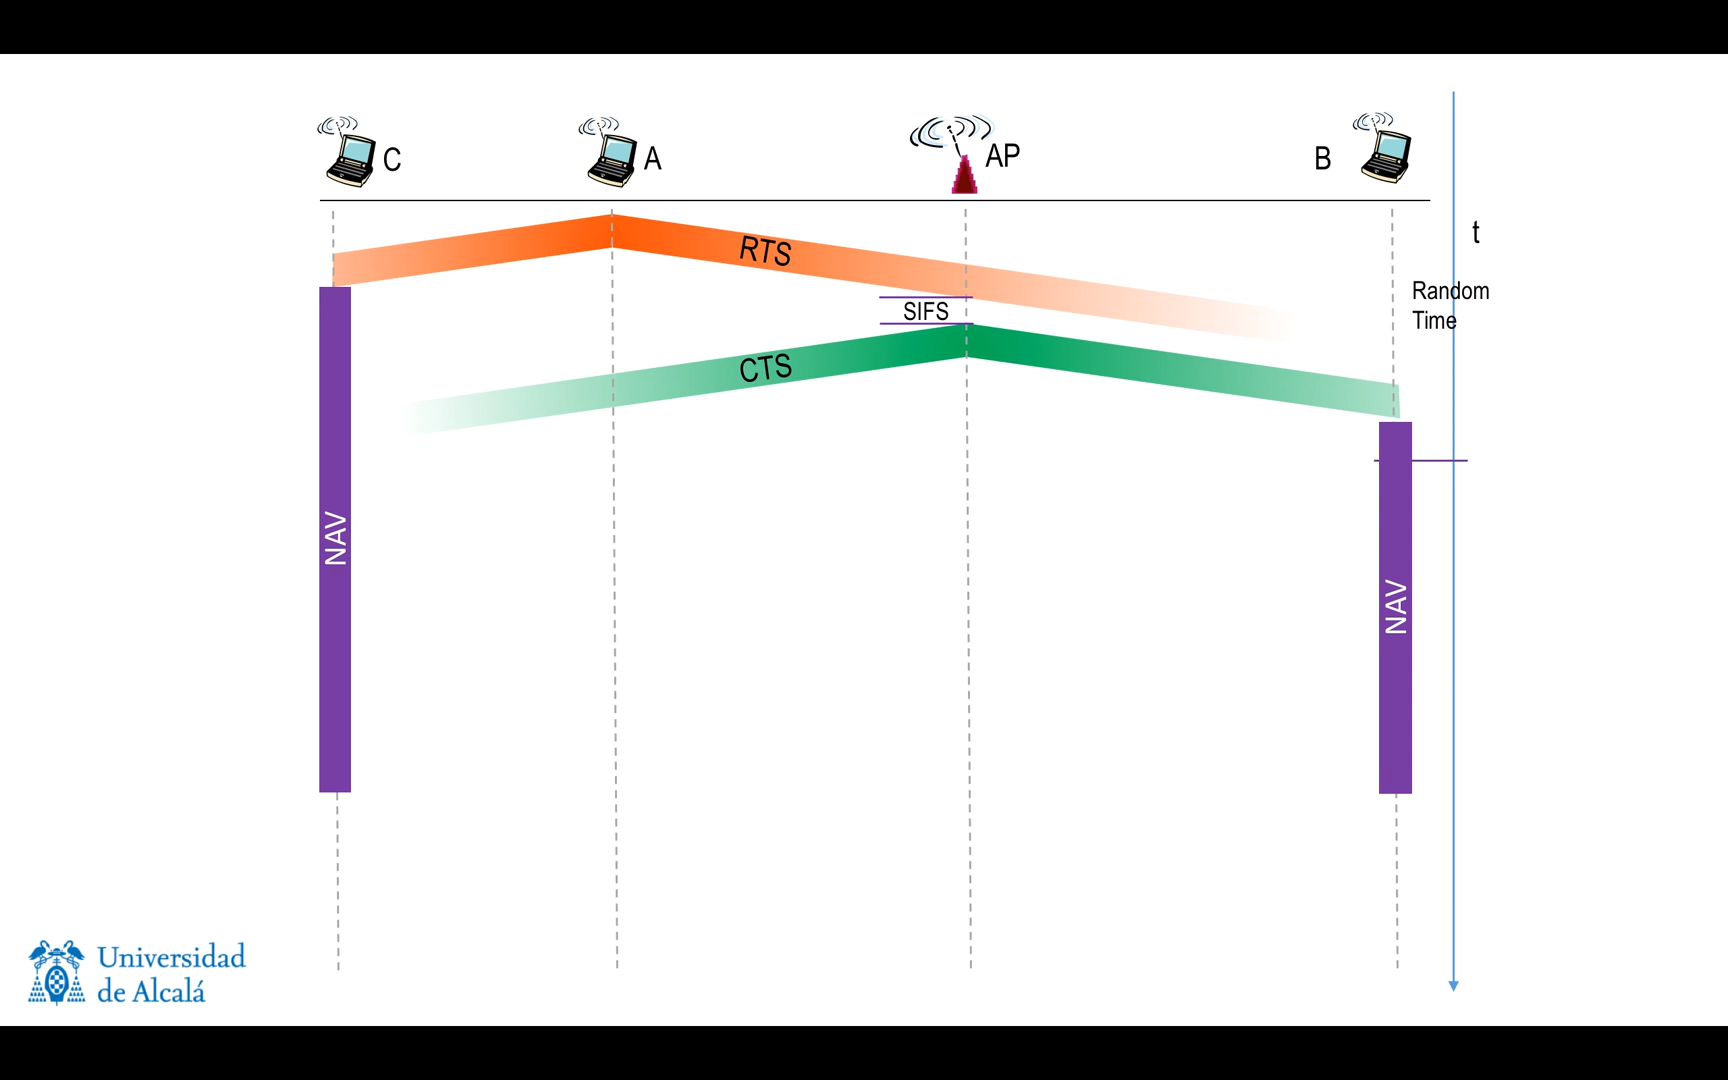 C
A
AP
B
t
RTS
Random
Time
SIFS
CTS
NAV
NAV
Universidad
de Alcalá